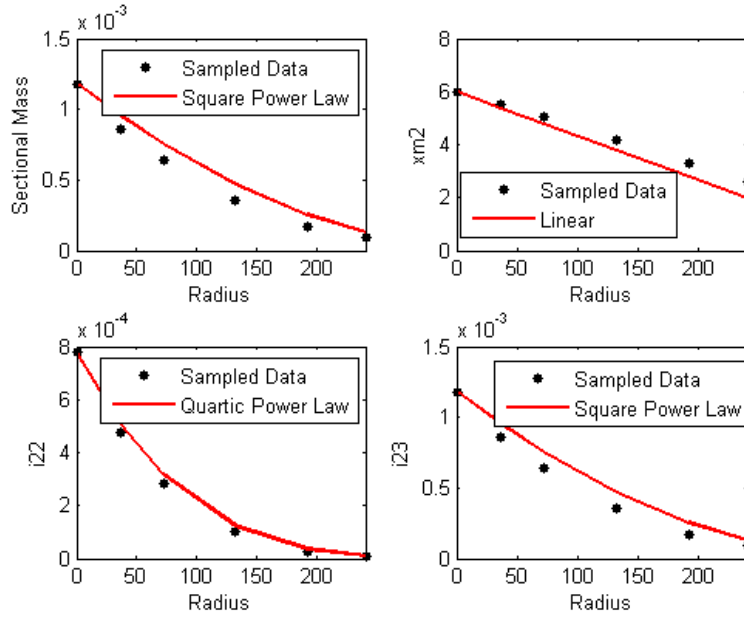 x 10-3
1.5
1
0.5
0
Sectional Mass
Sampled Data
Square Power Law
0 50 100 150 200
Radius
8
6
4
2
0
xm2
Sampled Data
Linear
0 50 100 150 200
Radius
x 10-4
8
6
4
2
0
i22
Sampled Data
Quartic Power Law
0 50 100 150 200
Radius
x 10-3
1.5
1
0.5
0
i23
Sampled Data
Square Power Law
0 50 100 150 200
Radius